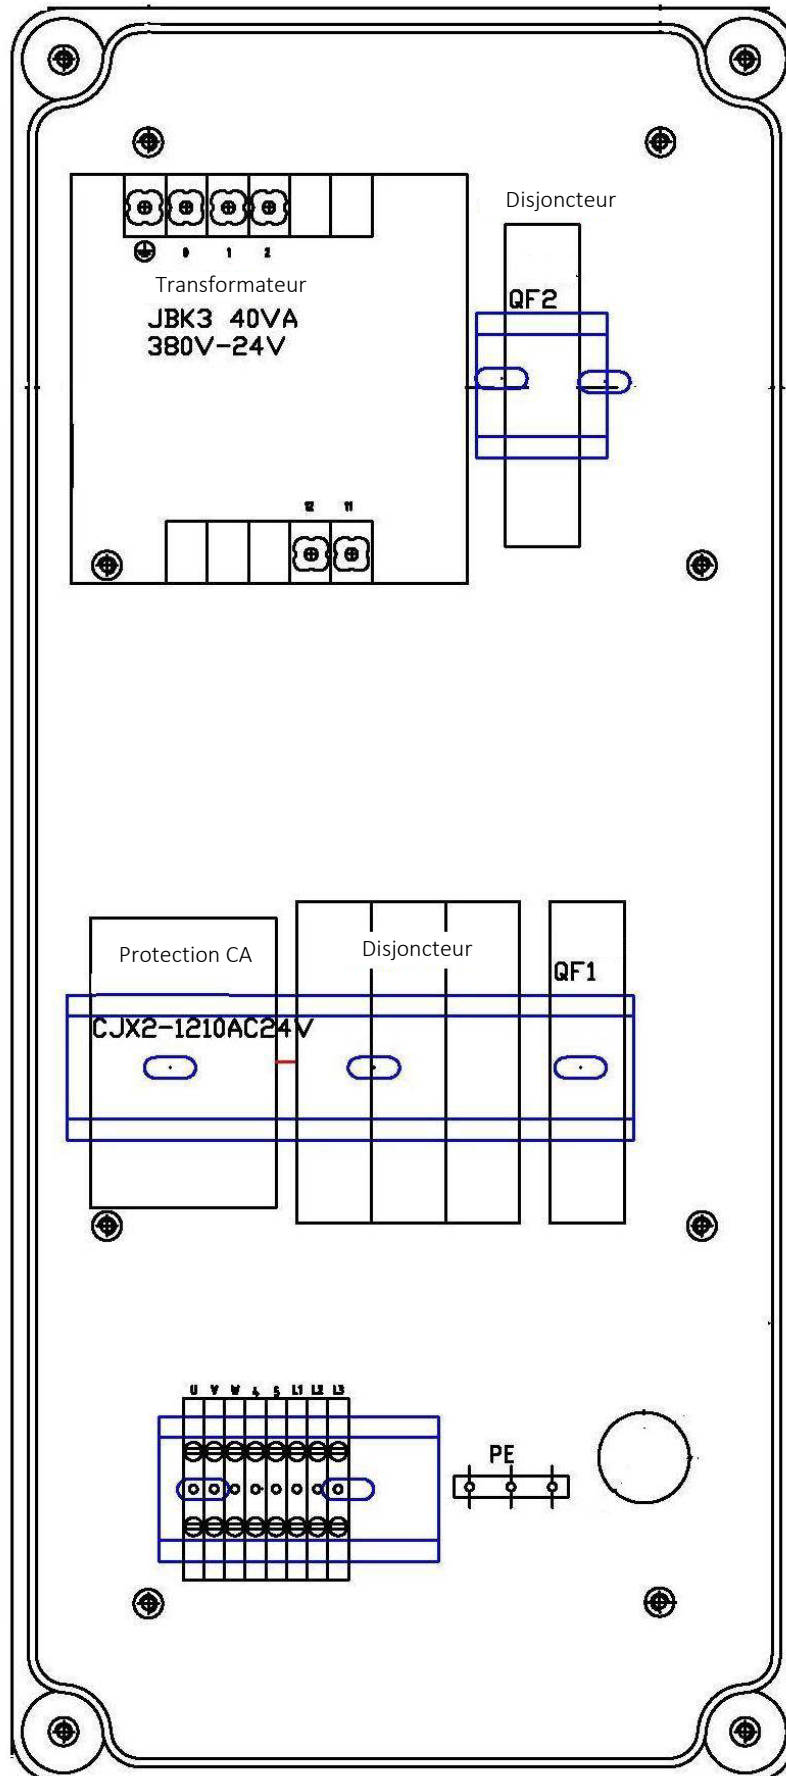 Disjoncteur
0 1 2
Transformateur
QF2
JBK3 40VA
380V-24V
12 11
Protection CA
Disjoncteur
QF1
CJX2-1210AC24V
U V W 4 5 L1 L2 L3
PE